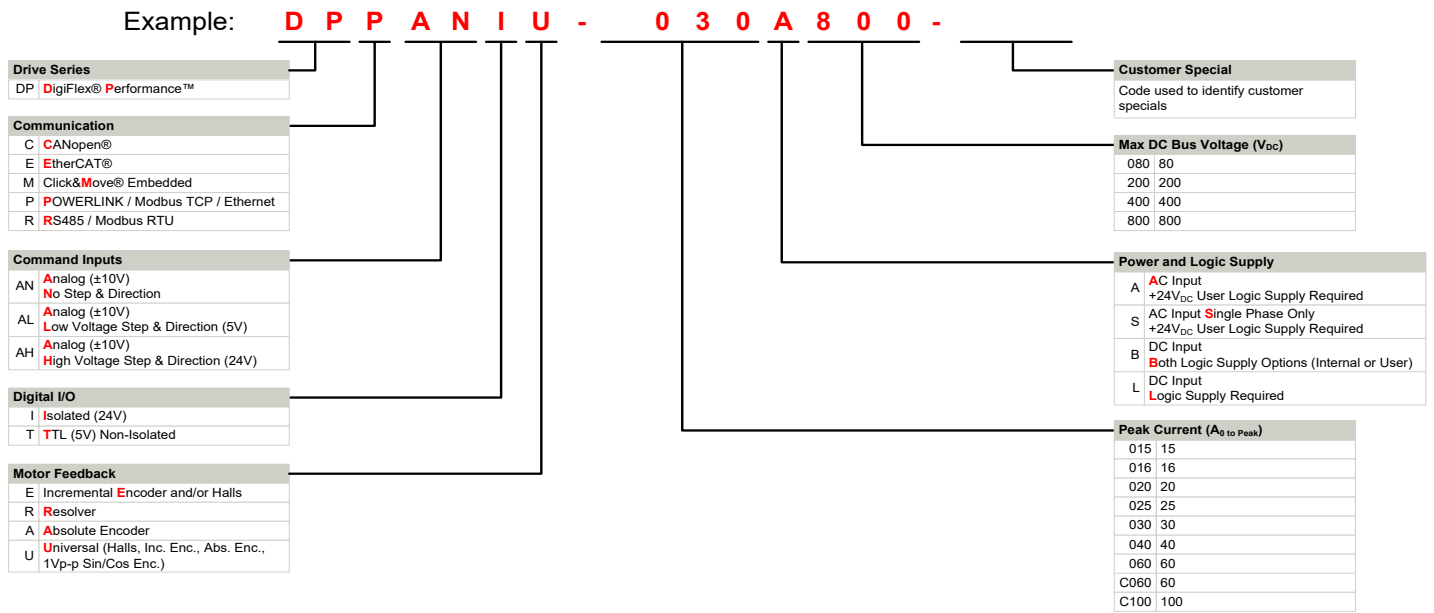 Example: D P P A N I U - 0 3 0 A 8 0 0 -
Drive Series
DP DigiFlex® Performance™
Communication
C CANopen®
E EtherCAT®
M Click&Move® Embedded
P POWERLINK / Modbus TCP / Ethernet
R RS485 / Modbus RTU
Command Inputs
AN Analog (±10V)
No Step & Direction
AL Analog (±10V)
Low Voltage Step & Direction (5V)
AH Analog (±10V)
High Voltage Step & Direction (24V)
Digital I/O
I Isolated (24V)
T TTL (5V) Non-Isolated
Motor Feedback
E Incremental Encoder and/or Halls
R Resolver
A Absolute Encoder
U Universal (Halls, Inc. Enc., Abs. Enc.,
1Vp-p Sin/Cos Enc.)
Customer Special
Code used to identify customer
specials
Max DC Bus Voltage (VDC)
080 80
200 200
400 400
800 800
Power and Logic Supply
A AC Input
+24VDC User Logic Supply Required
S AC Input Single Phase Only
+24VDC User Logic Supply Required
B DC Input
Both Logic Supply Options (Internal or User)
L DC Input
Logic Supply Required
Peak Current (A0 to Peak)
015 15
016 16
020 20
025 25
030 30
040 40
060 60
C060 60
C100 100